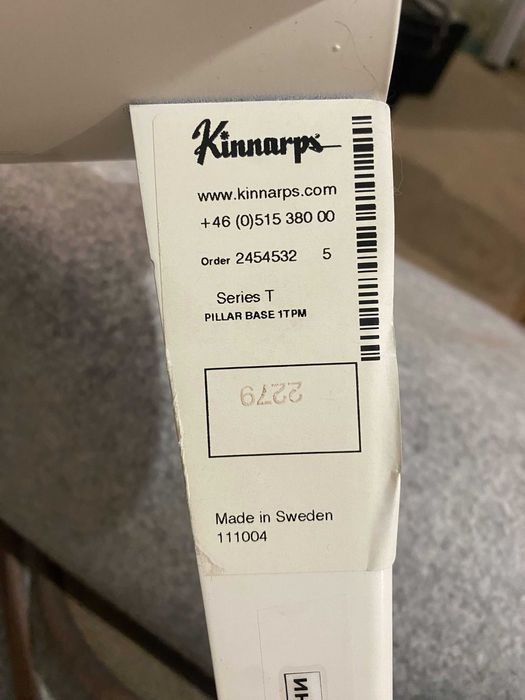 Kinnarps
www.kinnarps.com
+46 (0)515 380 00
Order 2454532 5
Series T
PILLAR BASE 1TPM
2279
Made in Sweden
111004